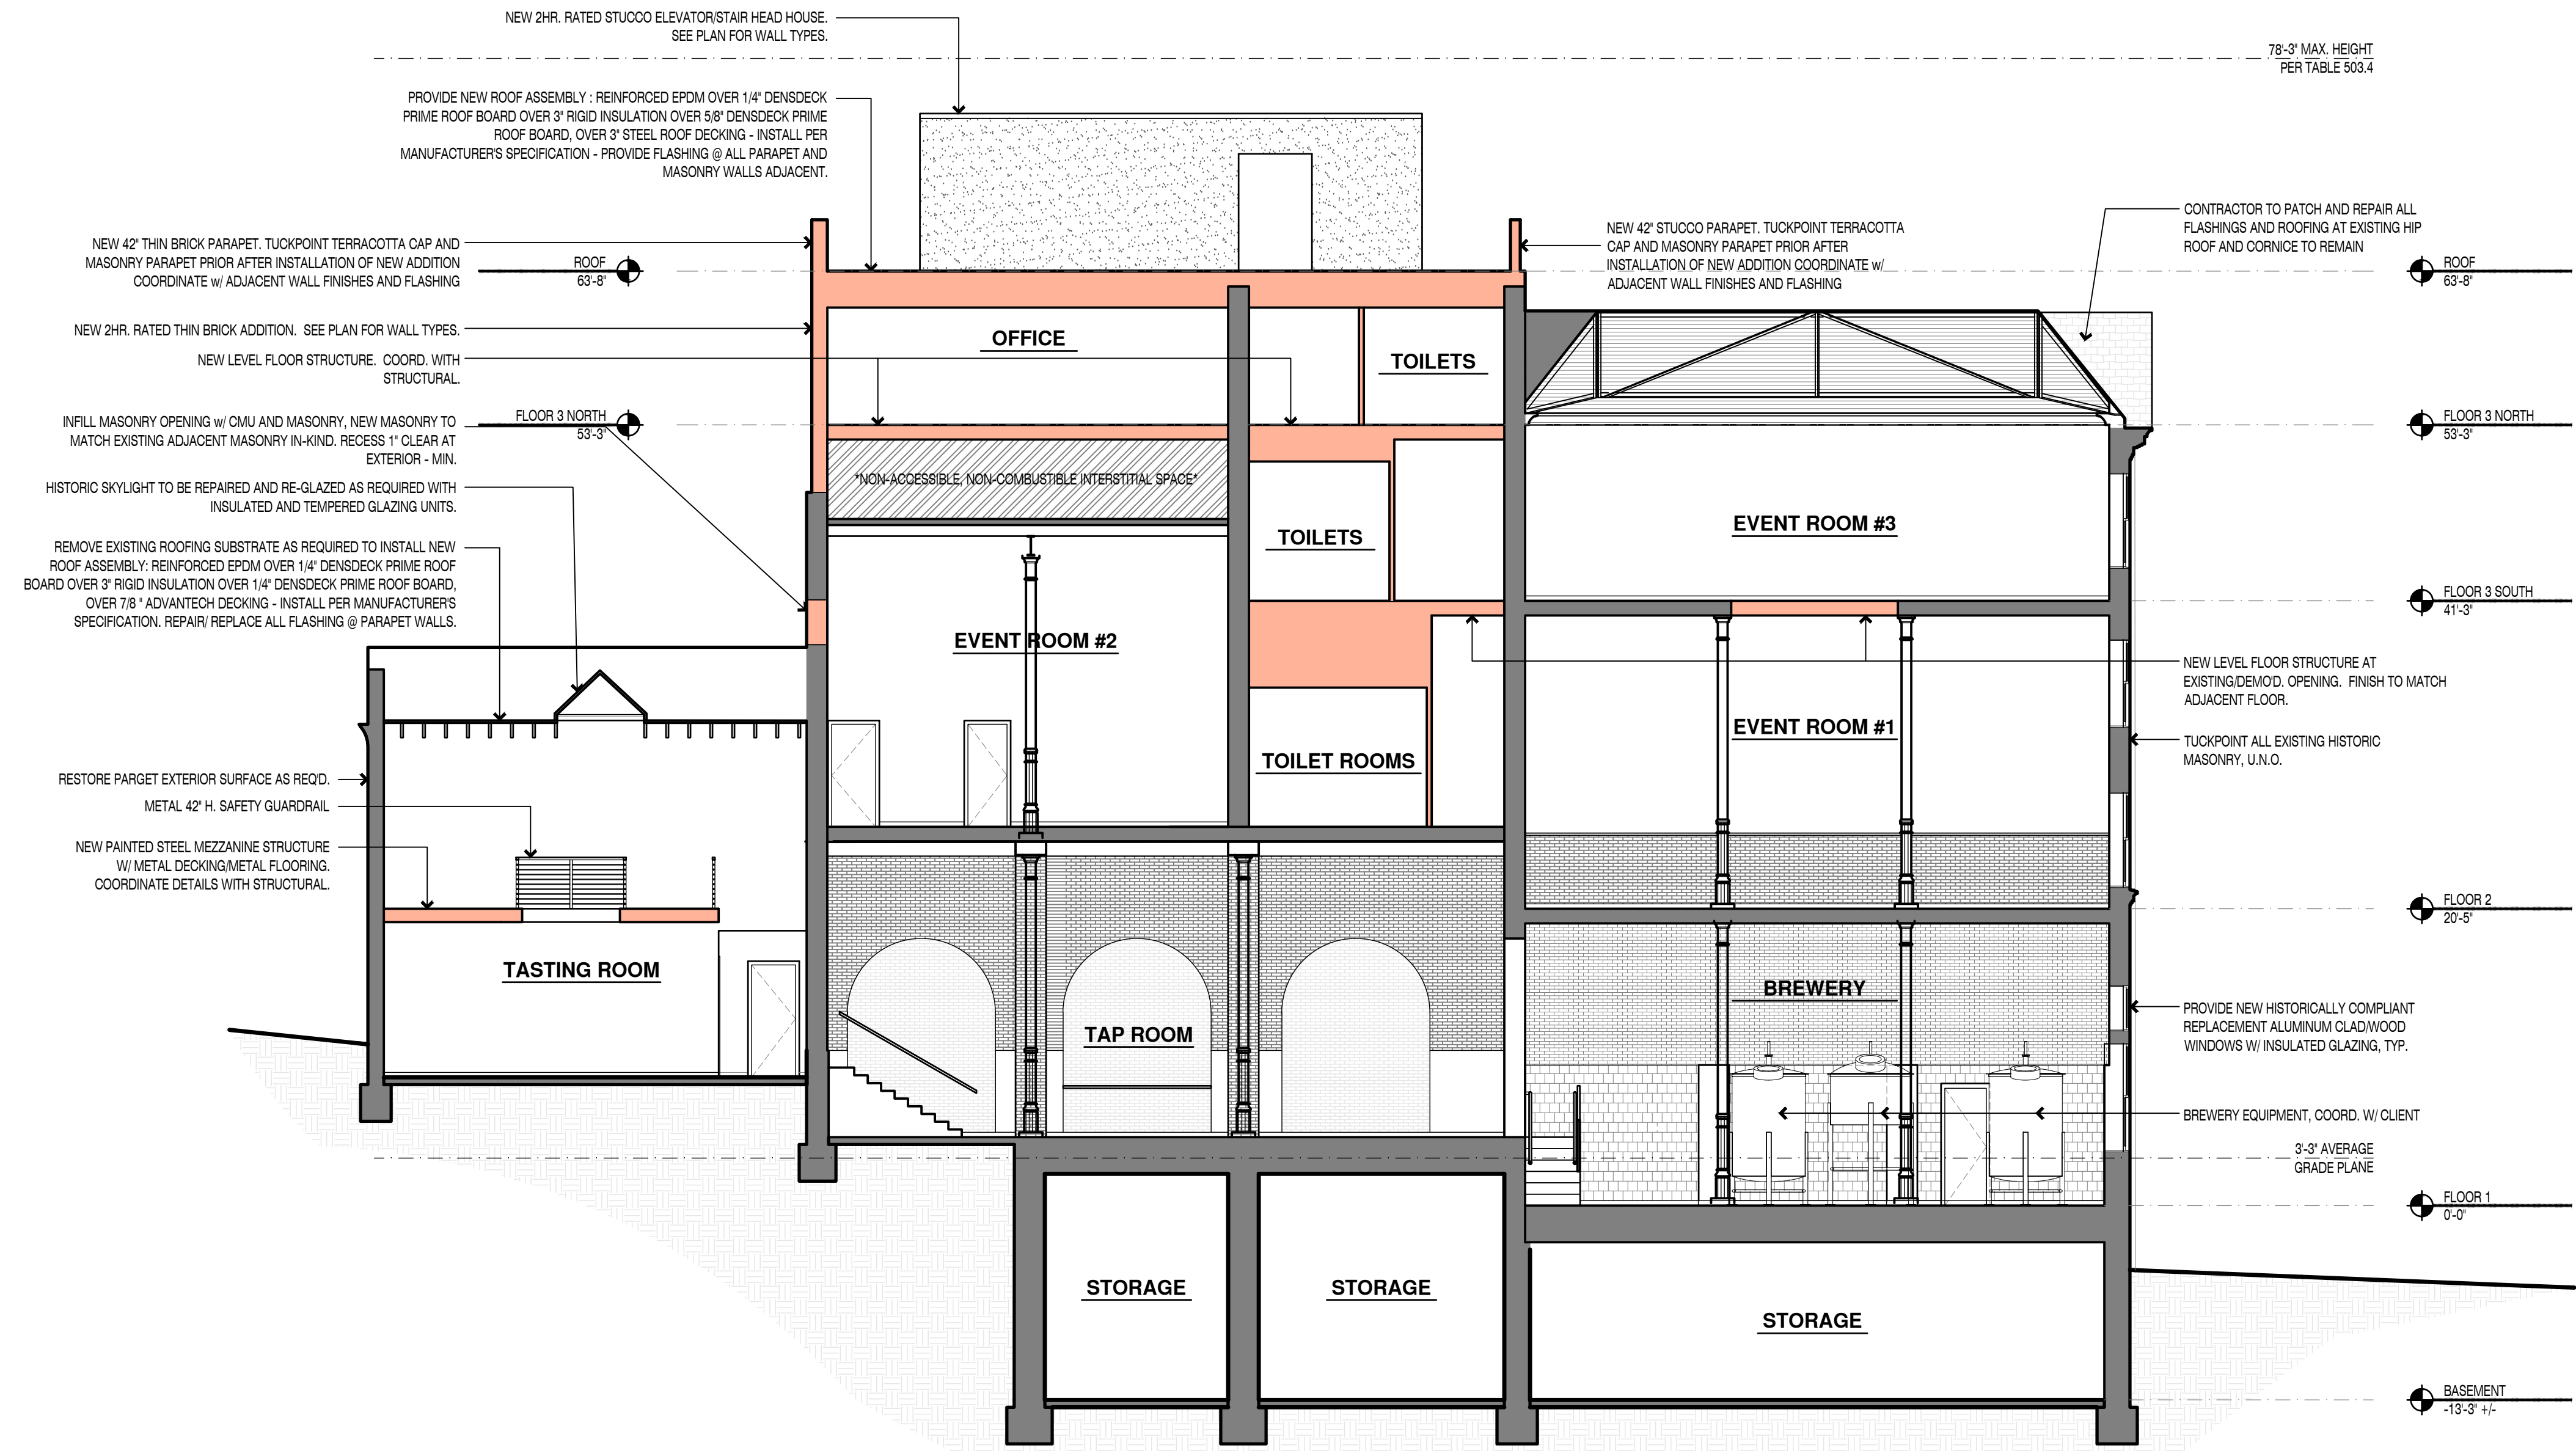 NEW 2HR. RATED STUCCO ELEVATOR/STAIR HEAD HOUSE.
SEE PLAN FOR WALL TYPES.
78'-3" MAX. HEIGHT
PER TABLE 503.4
PROVIDE NEW ROOF ASSEMBLY : REINFORCED EPDM OVER 1/4" DENSDECK
PRIME ROOF BOARD OVER 3" RIGID INSULATION OVER 5/8" DENSDECK PRIME
ROOF BOARD, OVER 3" STEEL ROOF DECKING - INSTALL PER
MANUFACTURER'S SPECIFICATION - PROVIDE FLASHING @ ALL PARAPET AND
MASONRY WALLS ADJACENT.
NEW 42" THIN BRICK PARAPET. TUCKPOINT TERRACOTTA CAP AND
MASONRY PARAPET PRIOR AFTER INSTALLATION OF NEW ADDITION
COORDINATE w/ ADJACENT WALL FINISHES AND FLASHING
ROOF
63'-8"
NEW 42" STUCCO PARAPET. TUCKPOINT TERRACOTTA
CAP AND MASONRY PARAPET PRIOR AFTER
INSTALLATION OF NEW ADDITION COORDINATE w/
ADJACENT WALL FINISHES AND FLASHING
CONTRACTOR TO PATCH AND REPAIR ALL
FLASHINGS AND ROOFING AT EXISTING HIP
ROOF AND CORNICE TO REMAIN
ROOF
63'-8"
NEW 2HR. RATED THIN BRICK ADDITION. SEE PLAN FOR WALL TYPES.
NEW LEVEL FLOOR STRUCTURE. COORD. WITH
STRUCTURAL.
OFFICE
TOILETS
INFILL MASONRY OPENING w/ CMU AND MASONRY, NEW MASONRY TO
MATCH EXISTING ADJACENT MASONRY IN-KIND. RECESS 1" CLEAR AT
EXTERIOR - MIN.
FLOOR 3 NORTH
53'-3"
FLOOR 3 NORTH
53'-3"
HISTORIC SKYLIGHT TO BE REPAIRED AND RE-GLAZED AS REQUIRED WITH
INSULATED AND TEMPERED GLAZING UNITS.
*NON-ACCESSIBLE, NON-COMBUSTIBLE INTERSTITIAL SPACE*
TOILETS
EVENT ROOM #3
REMOVE EXISTING ROOFING SUBSTRATE AS REQUIRED TO INSTALL NEW
ROOF ASSEMBLY: REINFORCED EPDM OVER 1/4" DENSDECK PRIME ROOF
BOARD OVER 3" RIGID INSULATION OVER 1/4" DENSDECK PRIME ROOF BOARD,
OVER 7/8 " ADVANTECH DECKING - INSTALL PER MANUFACTURER'S
SPECIFICATION. REPAIR/ REPLACE ALL FLASHING @ PARAPET WALLS.
FLOOR 3 SOUTH
41'-3"
EVENT ROOM #2
NEW LEVEL FLOOR STRUCTURE AT
EXISTING/DEMO'D. OPENING. FINISH TO MATCH
ADJACENT FLOOR.
EVENT ROOM #1
TUCKPOINT ALL EXISTING HISTORIC
MASONRY, U.N.O.
TOILET ROOMS
RESTORE PARGET EXTERIOR SURFACE AS REQ'D.
METAL 42" H. SAFETY GUARDRAIL
NEW PAINTED STEEL MEZZANINE STRUCTURE
W/ METAL DECKING/METAL FLOORING.
COORDINATE DETAILS WITH STRUCTURAL.
FLOOR 2
20'-5"
TASTING ROOM
BREWERY
TAP ROOM
PROVIDE NEW HISTORICALLY COMPLIANT
REPLACEMENT ALUMINUM CLAD/WOOD
WINDOWS W/ INSULATED GLAZING, TYP.
BREWERY EQUIPMENT, COORD. W/ CLIENT
3'-3" AVERAGE
GRADE PLANE
FLOOR 1
0'-0"
STORAGE
STORAGE
STORAGE
BASEMENT
-13'-3" +/-